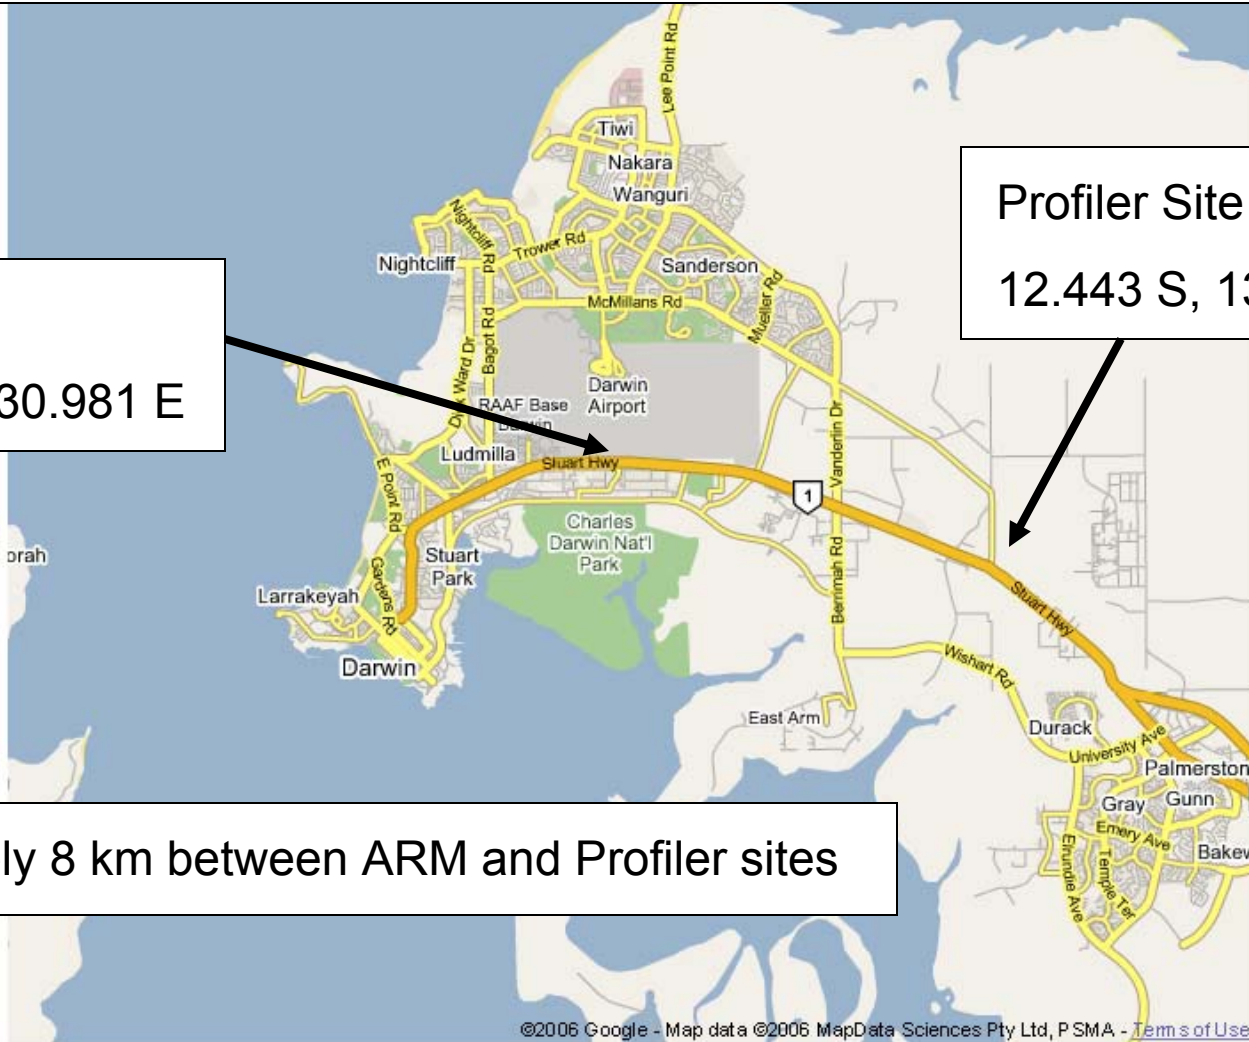 Lee Point Rd
Tiwi
Nakara
Wanguri
Profiler Site
12.443 S, 13
Nightcliff Rd
Trower Rd
Nightcliff
Sanderson
McMillans Rd
Mueller Rd
30.981 E
Dick Ward Dr
Bagot Rd
Darwin
Airport
RAAF Base
Darwin
Ludmilla
Stuart Hwy
Vanderlin Dr
1
E Point Rd
Charles
Darwin Nat'l
Park
orah
Stuart
Park
Gardens Rd
Larrakeyah
Berrimah Rd
Stuart Hwy
Darwin
Wishart Rd
East Arm
Durack
University Ave
Palmerston
Gray
Gunn
Emery Ave
Bakew
Elrundie Ave
Temple Ter
ly 8 km between ARM and Profiler sites
©2006 Google - Map data ©2006 MapData Sciences Pty Ltd, PSMA - Terms of Use